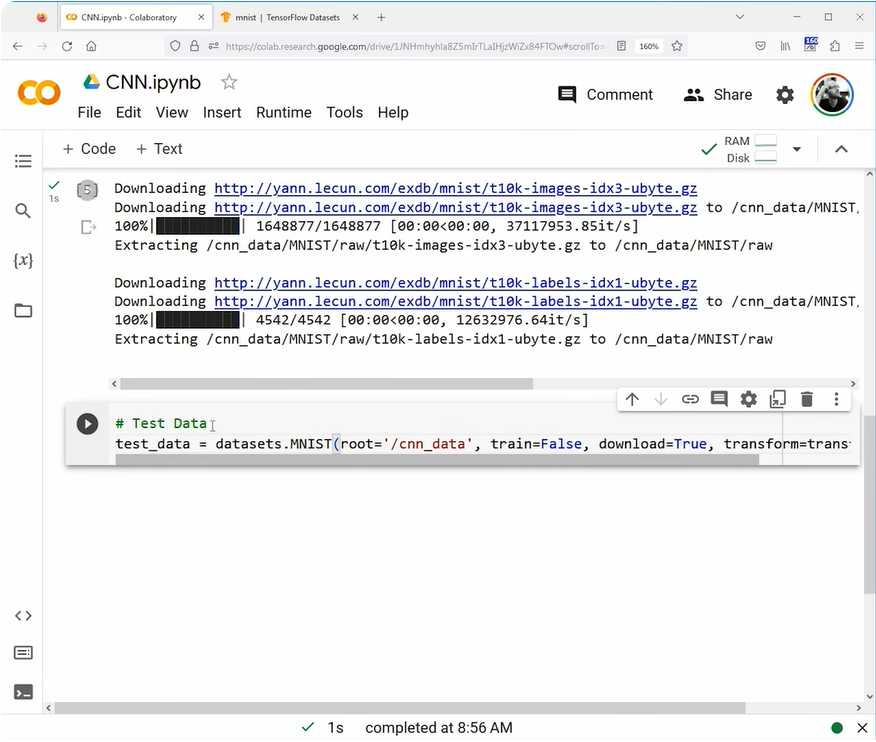 CNN.ipynb - Colaboratory
mnist | TensorFlow Datasets
https://colab.research.google.com/drive/1JNHmhyhla8Z5mIrTLaIHjzWiZx84FTOw#scrollTo=
160%
160
CO
CNN.ipynb
Comment
Share
File Edit View Insert Runtime Tools Help
+ Code + Text
RAM
Disk
1s
[5]
Downloading http://yann.lecun.com/exdb/mnist/t10k-images-idx3-ubyte.gz
Downloading http://yann.lecun.com/exdb/mnist/t10k-images-idx3-ubyte.gz to /cnn_data/MNIST/
100%|██████████| 1648877/1648877 [00:00<00:00, 37117953.85it/s]
Extracting /cnn_data/MNIST/raw/t10k-images-idx3-ubyte.gz to /cnn_data/MNIST/raw
Downloading http://yann.lecun.com/exdb/mnist/t10k-labels-idx1-ubyte.gz
Downloading http://yann.lecun.com/exdb/mnist/t10k-labels-idx1-ubyte.gz to /cnn_data/MNIST/
100%|██████████| 4542/4542 [00:00<00:00, 12632976.64it/s]
Extracting /cnn_data/MNIST/raw/t10k-labels-idx1-ubyte.gz to /cnn_data/MNIST/raw
# Test Data
test_data = datasets.MNIST(root='/cnn_data', train=False, download=True, transform=trans
{x}
1s completed at 8:56 AM